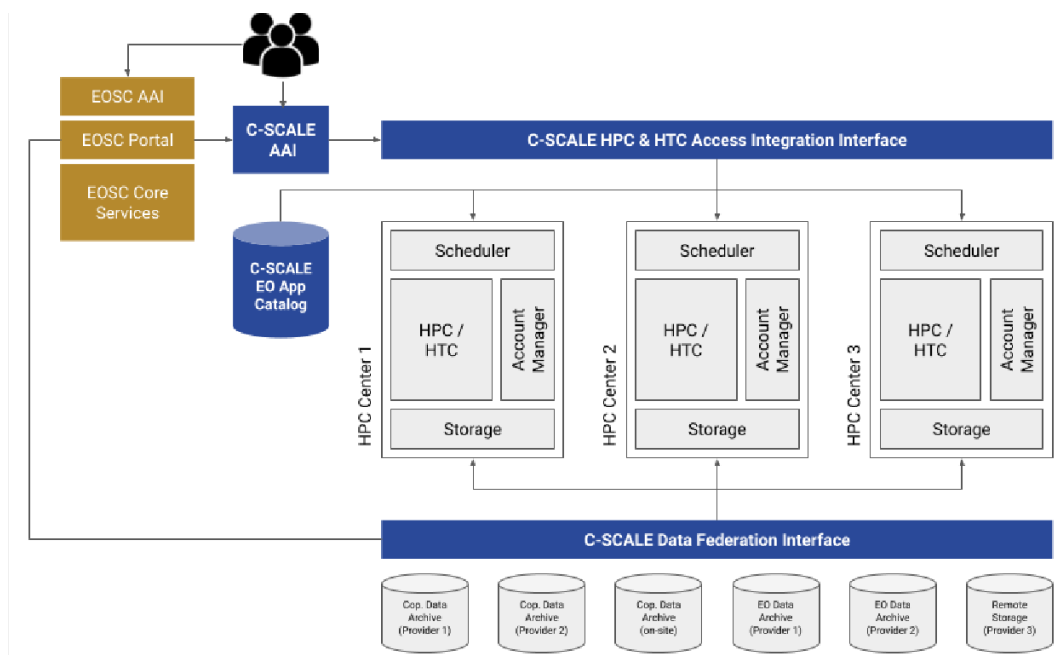 EOSC AAI
EOSC Portal
EOSC Core
Services
C-SCALE
AAI
C-SCALE HPC & HTC Access Integration Interface
C-SCALE
EO App
Catalog
HPC Center 1
Scheduler
HPC /
HTC
Account
Manager
Storage
HPC Center 2
Scheduler
HPC /
HTC
Account
Manager
Storage
HPC Center 3
Scheduler
HPC /
HTC
Account
Manager
Storage
C-SCALE Data Federation Interface
Cop. Data
Archive
(Provider 1)
Cop. Data
Archive
(Provider 2)
Cop. Data
Archive
(on-site)
EO Data
Archive
(Provider 1)
EO Data
Archive
(Provider 2)
Remote
Storage
(Provider 3)